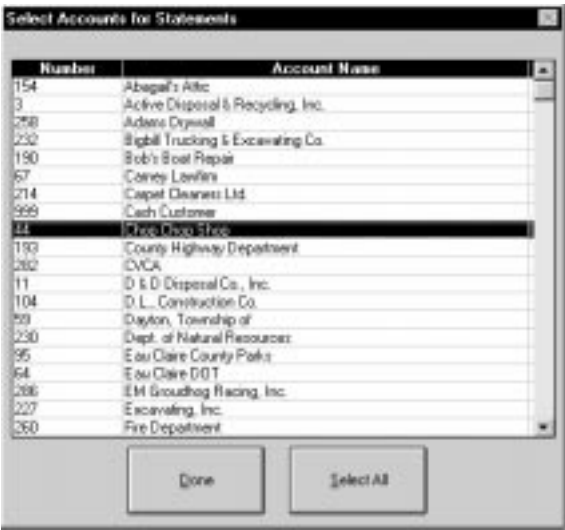 Select Accounts for Statements
Number Account Name
154 Abagail's Attic
3 Active Disposal & Recycling, Inc.
258 Adams Drywall
232 Bigbill Trucking & Excavating Co.
190 Bob's Boat Repair
67 Carney Lawfirm
214 Carpet Cleaners Ltd.
999 Cash Customer
44 Chop Chop Shop
193 County Highway Department
282 CVCA
11 D & D Disposal Co., Inc.
104 D.L. Construction Co.
59 Dayton, Township of
230 Dept. of Natural Resources
95 Eau Claire County Parks
64 Eau Claire DOT
286 EM Groudhog Racing, Inc.
227 Excavating, Inc.
260 Fire Department
Done Select All